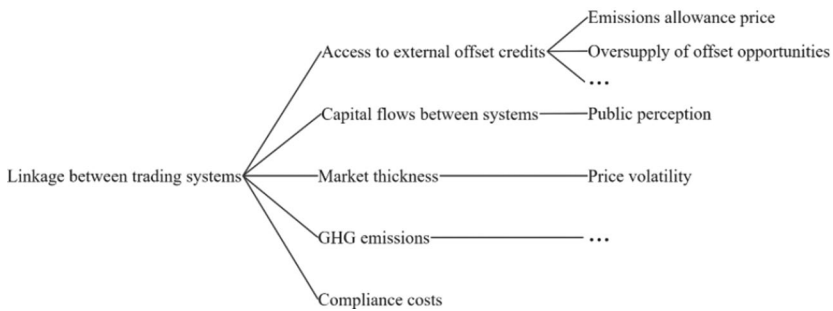 Emissions allowance price
Access to external offset credits
Oversupply of offset opportunities
...
Capital flows between systems
Public perception
Linkage between trading systems
Market thickness
Price volatility
GHG emissions
...
Compliance costs